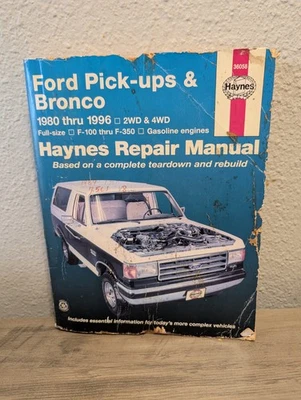 36058
Haynes
Ford Pick-ups &
Bronco
1980 thru 1996 □ 2WD & 4WD
Full-size □ F-100 thru F-350 □ Gasoline engines
Haynes Repair Manual
Based on a complete teardown and rebuild
Includes essential information for today's more complex vehicles